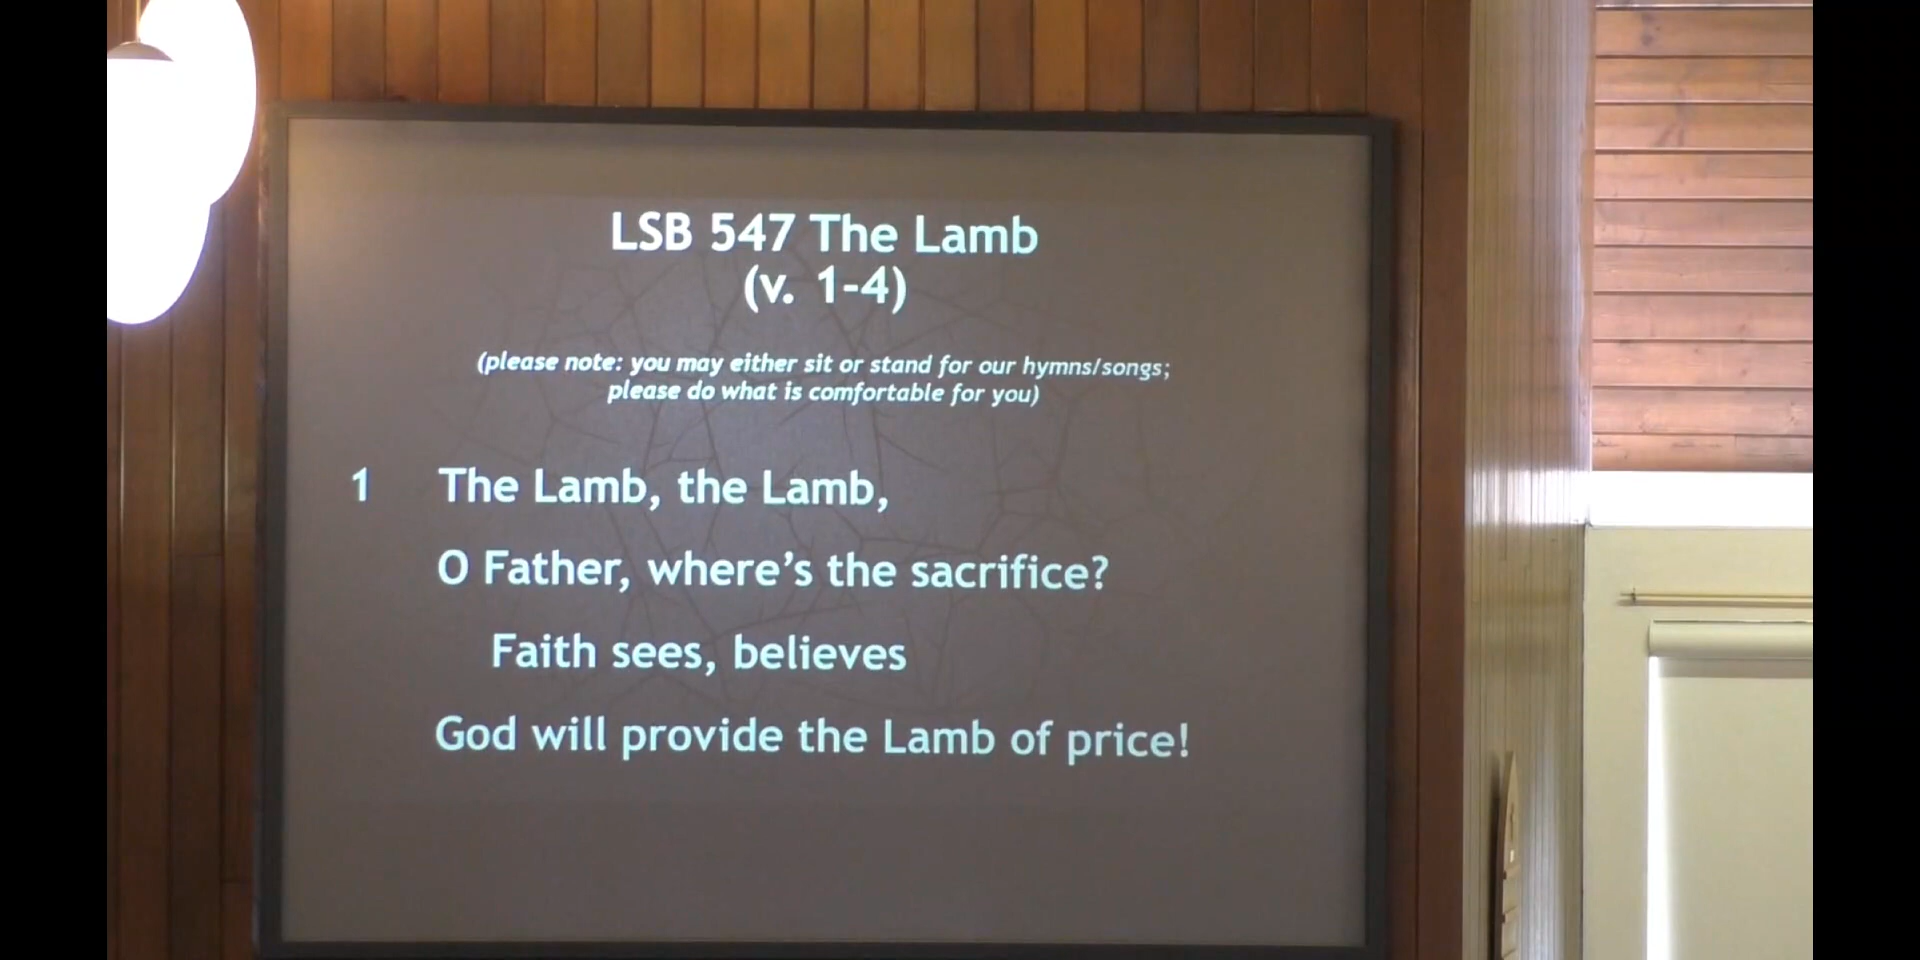 LSB 547 The Lamb
(v. 1-4)
(please note: you may either sit or stand for our hymns/songs;
please do what is comfortable for you)
1 The Lamb, the Lamb,
O Father, where’s the sacrifice?
Faith sees, believes
God will provide the Lamb of price!